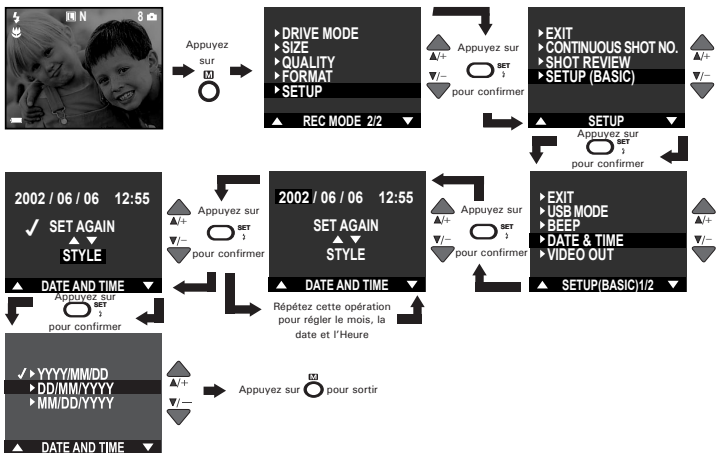 N 8
Appuyez
sur
M
DRIVE MODE
SIZE
QUALITY
FORMAT
SETUP
REC MODE 2/2
▲/+
▼/−
Appuyez sur
SET
pour confirmer
EXIT
CONTINUOUS SHOT NO.
SHOT REVIEW
SETUP (BASIC)
SETUP
▲/+
▼/−
Appuyez sur
SET
pour confirmer
EXIT
USB MODE
BEEP
DATE & TIME
VIDEO OUT
SETUP(BASIC)1/2
▲/+
▼/−
Appuyez sur
SET
pour confirmer
2002 / 06 / 06 12:55
SET AGAIN
STYLE
DATE AND TIME
Répétez cette opération
pour régler le mois, la
date et l'Heure
▲/+
▼/−
Appuyez sur
SET
pour confirmer
2002 / 06 / 06 12:55
✓ SET AGAIN
STYLE
DATE AND TIME
Appuyez sur
SET
pour confirmer
✓ YYYY/MM/DD
DD/MM/YYYY
MM/DD/YYYY
DATE AND TIME
▲/+
▼/—
Appuyez sur M pour sortir